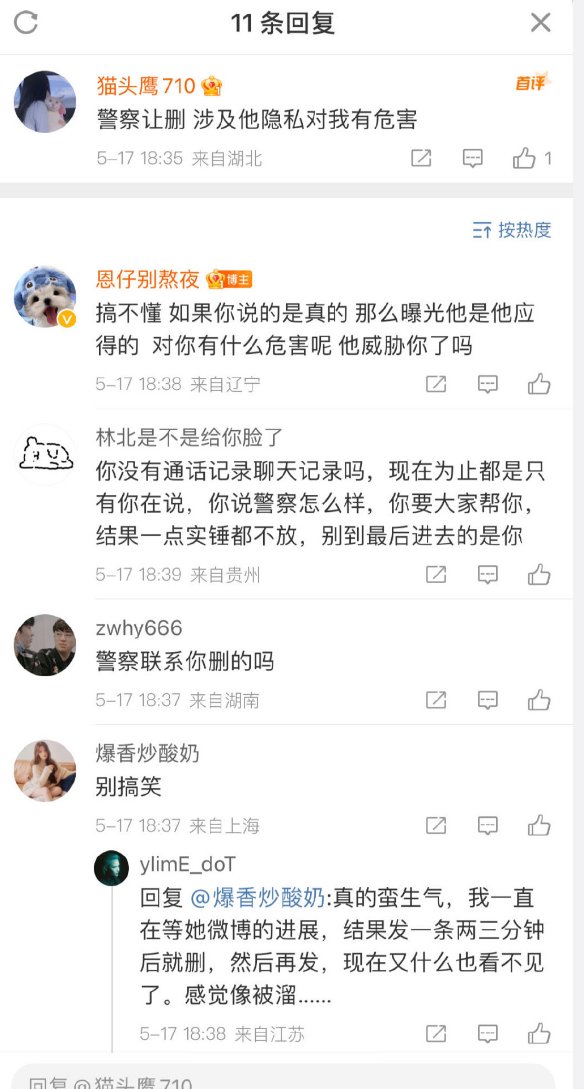 11 条回复
猫头鹰710
首评
警察让删 涉及他隐私对我有危害
5-17 18:35 来自湖北
1
按热度
恩仔别熬夜 博主
搞不懂 如果你说的是真的 那么曝光他是他应
得的 对你有什么危害呢 他威胁你了吗
5-17 18:38 来自辽宁
林北是不是给你脸了
你没有通话记录聊天记录吗，现在为止都是只
有你在说，你说警察怎么样，你要大家帮你，
结果一点实锤都不放，别到最后进去的是你
5-17 18:39 来自贵州
zwhy666
警察联系你删的吗
5-17 18:37 来自湖南
爆香炒酸奶
别搞笑
5-17 18:37 来自上海
ylimE_doT
回复 @爆香炒酸奶:真的蛮生气，我一直
在等她微博的进展，结果发一条两三分钟
后就删，然后再发，现在又什么也看不见
了。感觉像被溜......
5-17 18:38 来自江苏
回复 @猫头鹰710